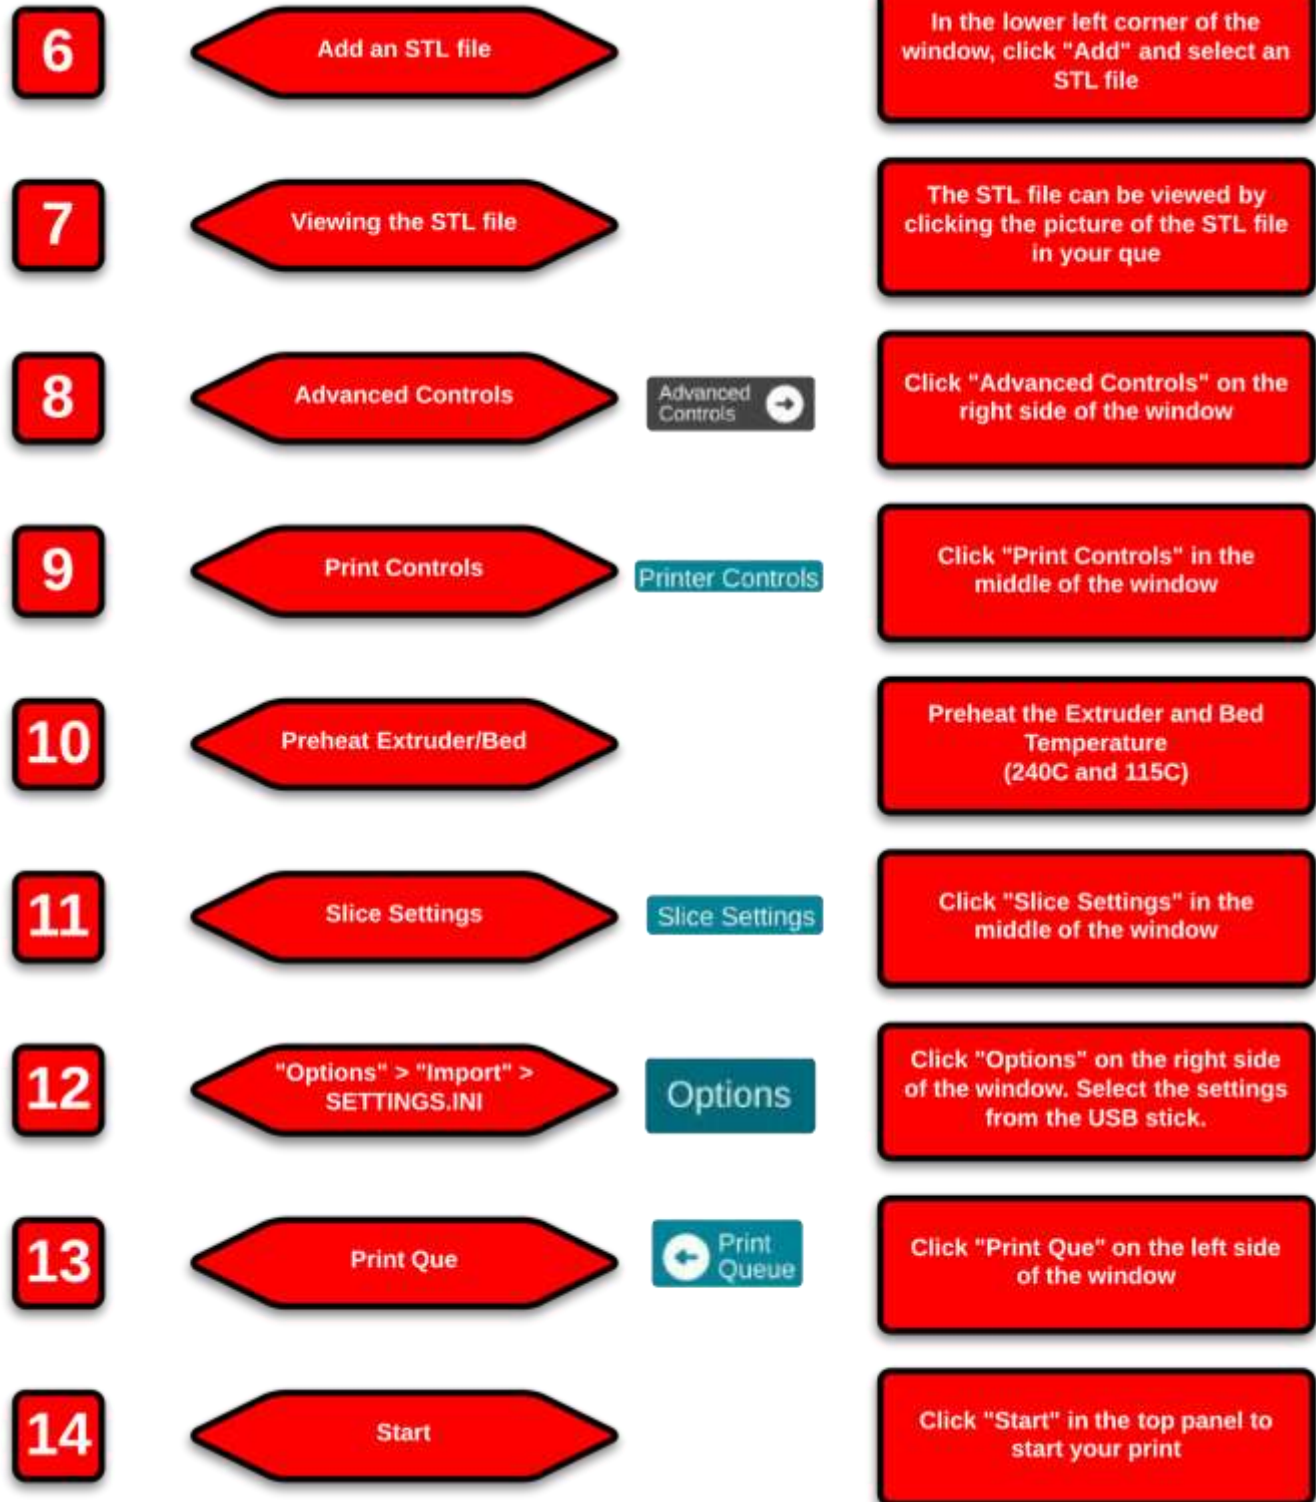 6
Add an STL file
In the lower left corner of the
window, click "Add" and select an
STL file
7
Viewing the STL file
The STL file can be viewed by
clicking the picture of the STL file
in your que
8
Advanced Controls
Advanced
Controls
Click "Advanced Controls" on the
right side of the window
9
Print Controls
Printer Controls
Click "Print Controls" in the
middle of the window
10
Preheat Extruder/Bed
Preheat the Extruder and Bed
Temperature
(240C and 115C)
11
Slice Settings
Slice Settings
Click "Slice Settings" in the
middle of the window
12
"Options" > "Import" >
SETTINGS.INI
Options
Click "Options" on the right side
of the window. Select the settings
from the USB stick.
13
Print Que
Print
Queue
Click "Print Que" on the left side
of the window
14
Start
Click "Start" in the top panel to
start your print